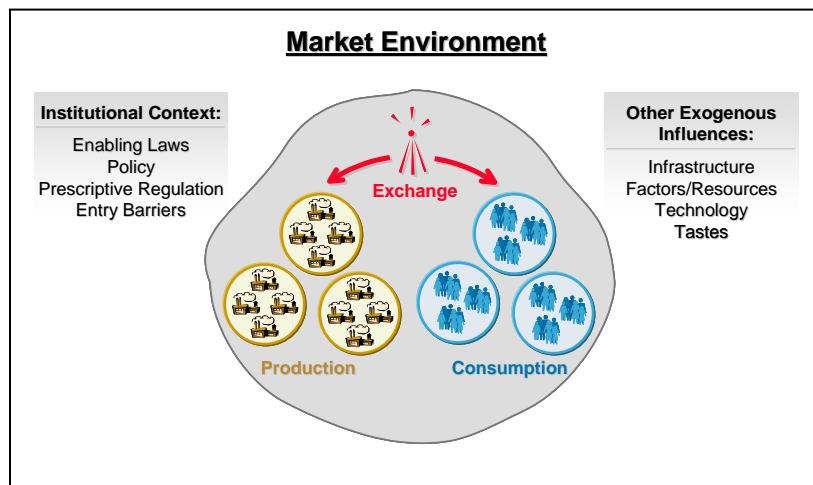 Market Environment
Institutional Context:
Enabling Laws
Policy
Prescriptive Regulation
Entry Barriers
Other Exogenous
Influences:
Infrastructure
Factors/Resources
Technology
Tastes
Exchange
Production
Consumption